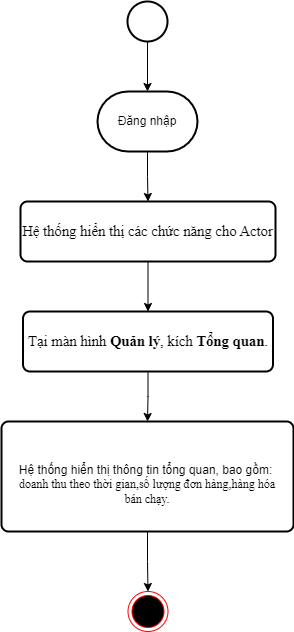 Đăng nhập
Hệ thống hiển thị các chức năng cho Actor
Tại màn hình Quản lý, kích Tổng quan.
Hệ thống hiển thị thông tin tổng quan, bao gồm:
doanh thu theo thời gian,số lượng đơn hàng,hàng hóa
bán chạy.